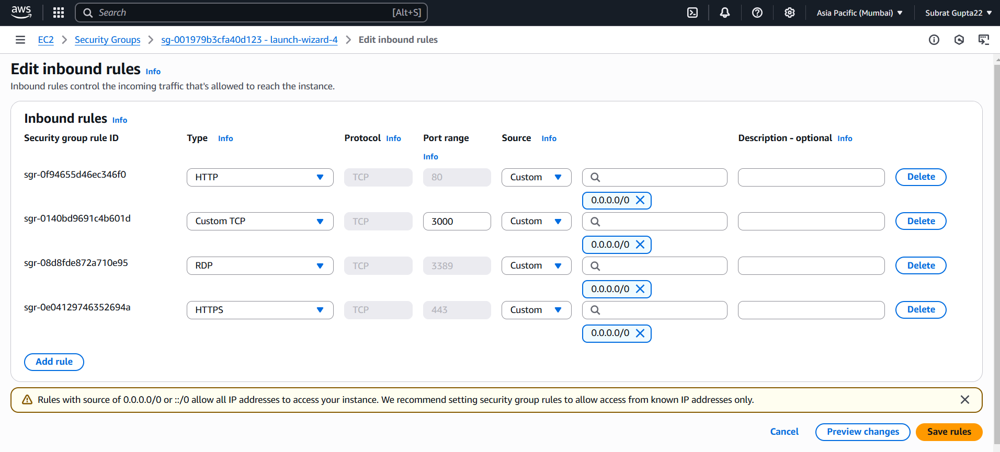 aws Search [Alt+S] Asia Pacific (Mumbai) Subrat Gupta22
EC2 Security Groups sg-001979b3cfa40d123 - launch-wizard-4 Edit inbound rules
Edit inbound rules Info
Inbound rules control the incoming traffic that's allowed to reach the instance.
Inbound rules Info
Security group rule ID Type Info Protocol Info Port range Source Info Description - optional Info
Info
sgr-0f94655d46ec346f0 HTTP TCP 80 Custom Delete
0.0.0.0/0
sgr-0140bd9691c4b601d Custom TCP TCP 3000 Custom Delete
0.0.0.0/0
sgr-08d8fde872a710e95 RDP TCP 3389 Custom Delete
0.0.0.0/0
sgr-0e04129746352694a HTTPS TCP 443 Custom Delete
0.0.0.0/0
Add rule
Rules with source of 0.0.0.0/0 or ::/0 allow all IP addresses to access your instance. We recommend setting security group rules to allow access from known IP addresses only.
Cancel Preview changes Save rules